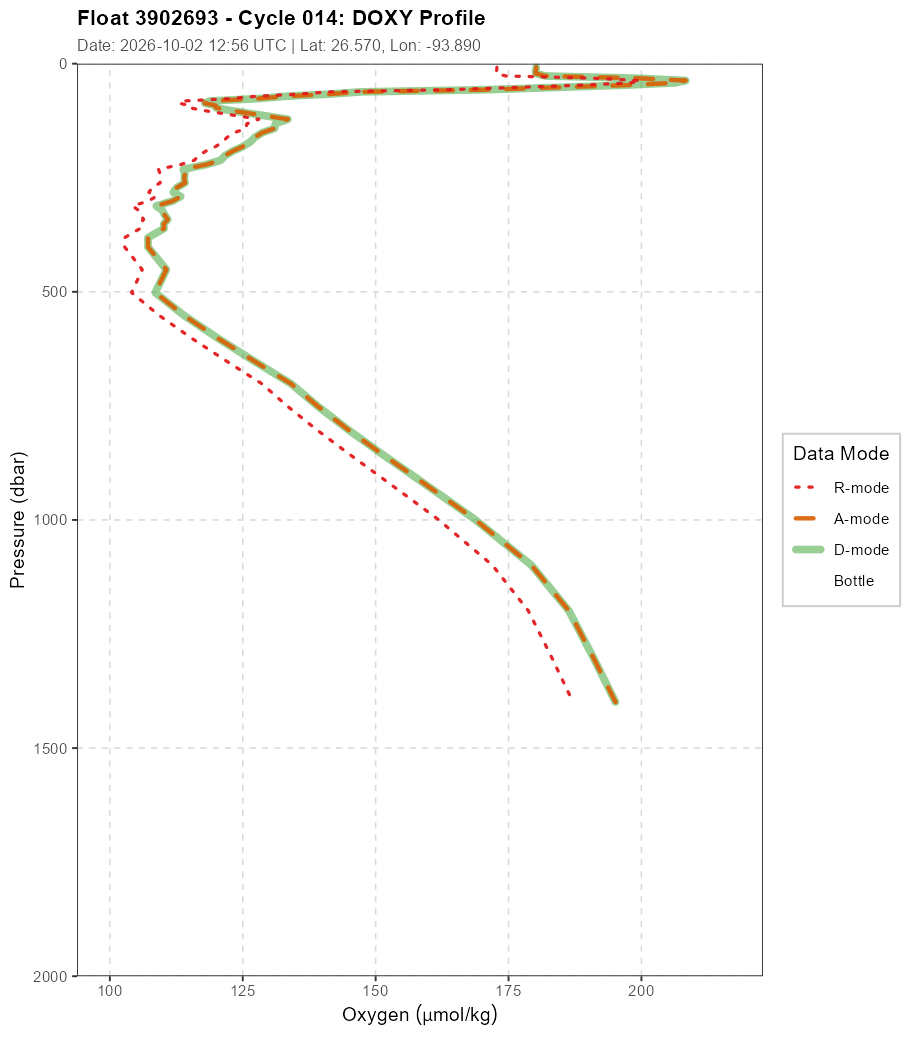 Float 3902693 - Cycle 014: DOXY Profile
Date: 2026-10-02 12:56 UTC | Lat: 26.570, Lon: -93.890
0
500
1000
1500
2000
Pressure (dbar)
100 125 150 175 200
Oxygen (µmol/kg)
Data Mode
R-mode
A-mode
D-mode
Bottle